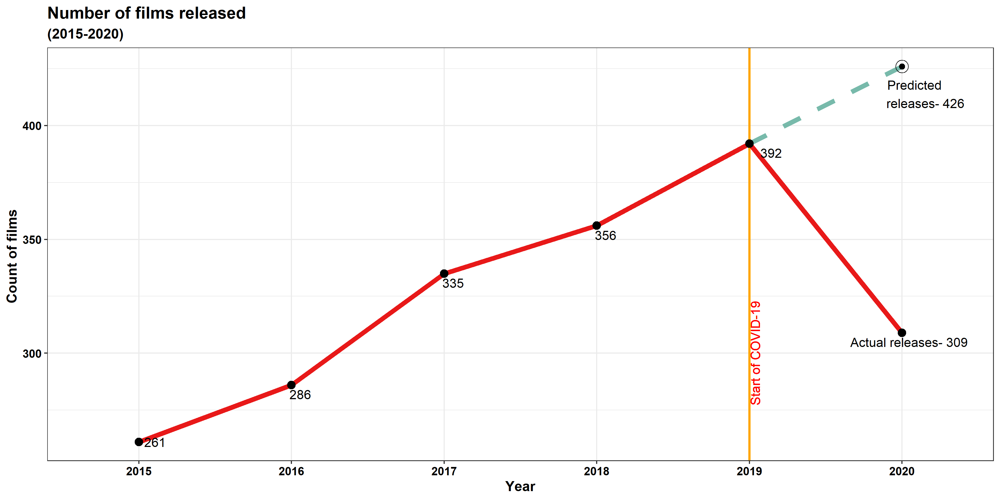 Number of films released
(2015-2020)
Count of films
400
350
300
261
286
335
356
392
Predicted
releases- 426
Actual releases- 309
Start of COVID-19
2015
2016
2017
2018
2019
2020
Year